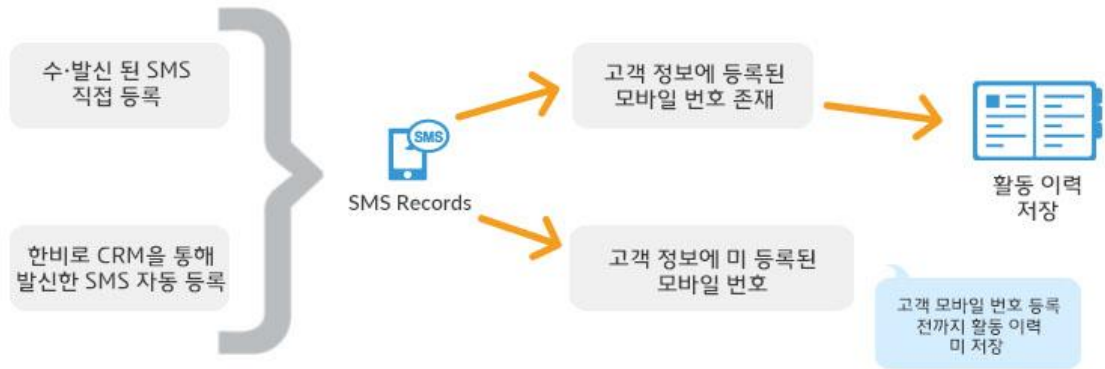 수·발신 된 SMS
직접 등록
한비로 CRM을 통해
발신한 SMS 자동 등록
SMS
SMS Records
고객 정보에 등록된
모바일 번호 존재
고객 정보에 미 등록된
모바일 번호
활동 이력
저장
고객 모바일 번호 등록
전까지 활동 이력
미 저장